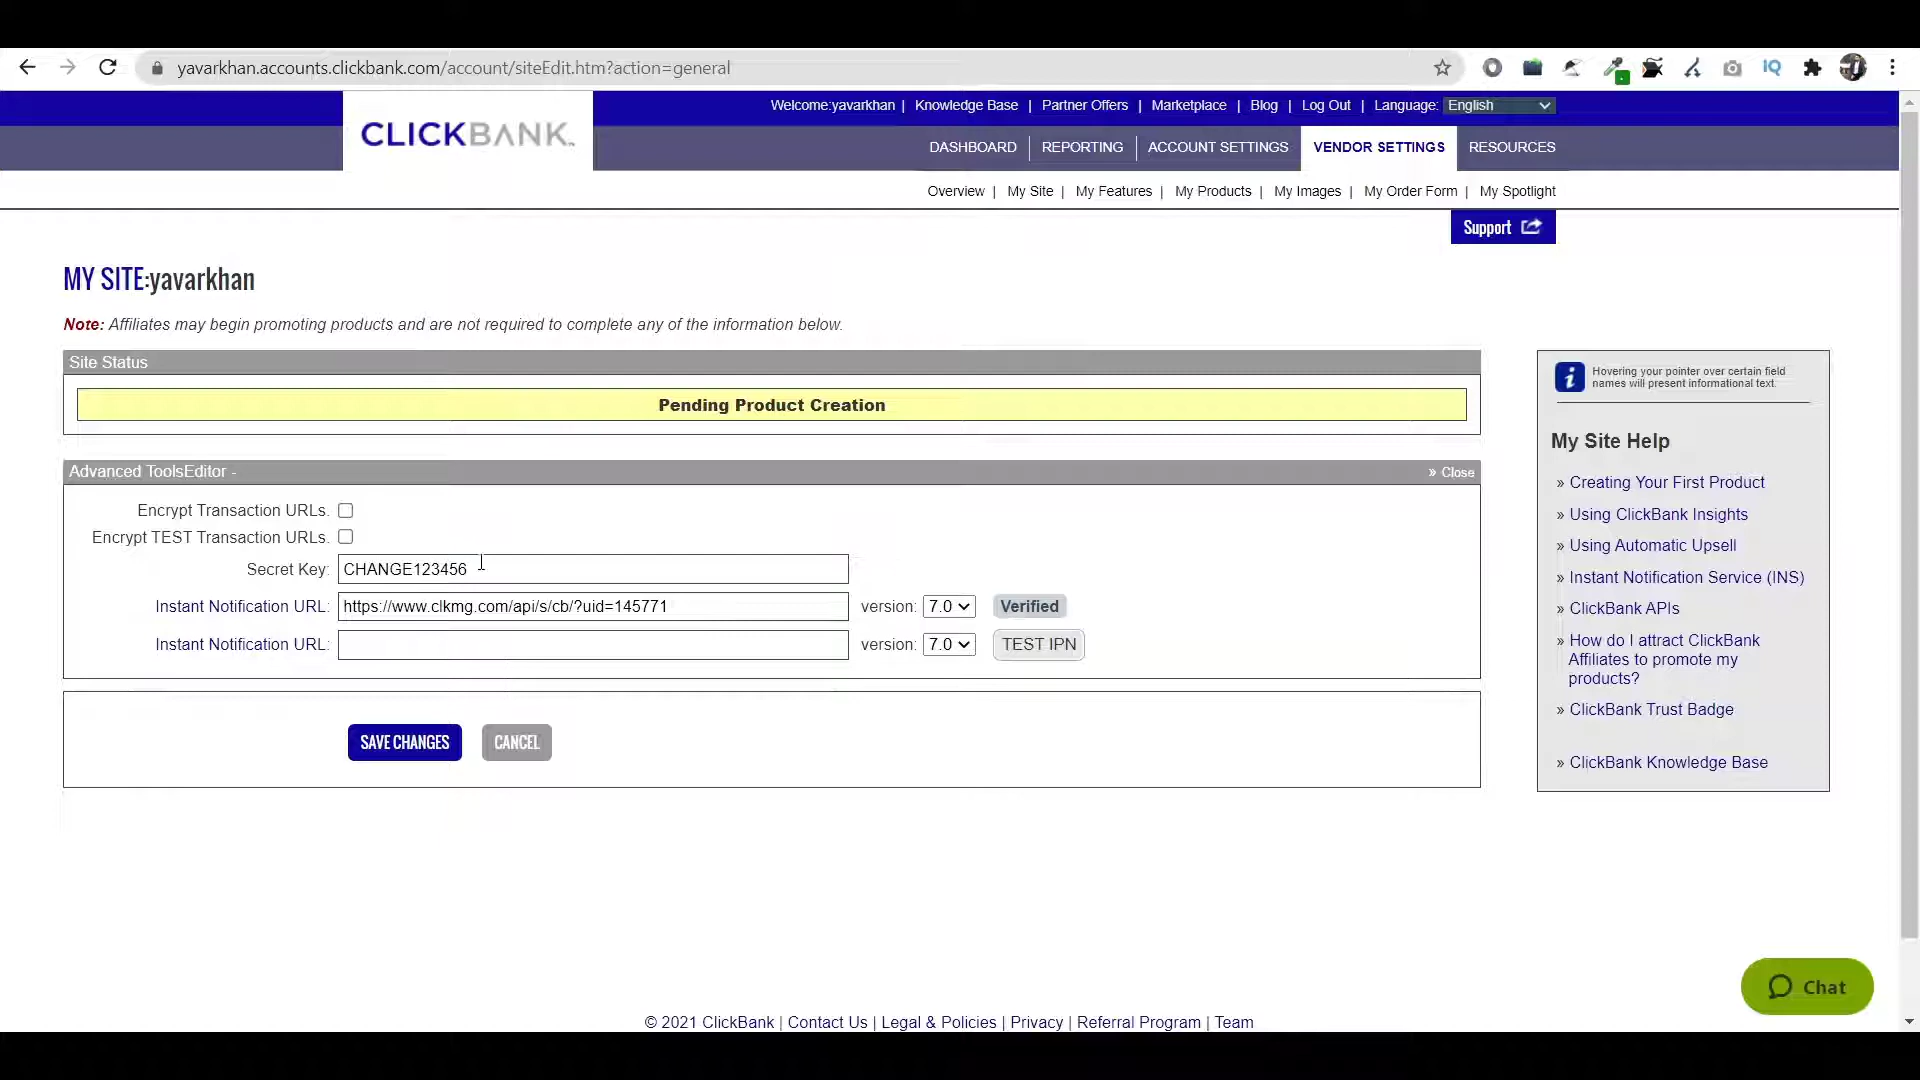 yavarkhan.accounts.clickbank.com/account/siteEdit.htm?action=general
IQ
Welcome:yavarkhan | Knowledge Base | Partner Offers | Marketplace | Blog | Log Out | Language: English
CLICKBANK
DASHBOARD | REPORTING | ACCOUNT SETTINGS VENDOR SETTINGS RESOURCES
Overview | My Site | My Features | My Products | My Images | My Order Form | My Spotlight
Support
MY SITE:yavarkhan
Note: Affiliates may begin promoting products and are not required to complete any of the information below.
Site Status
Pending Product Creation
Advanced ToolsEditor - » Close
Encrypt Transaction URLs.
Encrypt TEST Transaction URLs.
Secret Key: CHANGE123456
Instant Notification URL: https://www.clkmg.com/api/s/cb/?uid=145771 version: 7.0 Verified
Instant Notification URL: version: 7.0 TEST IPN
SAVE CHANGES CANCEL
i Hovering your pointer over certain field
names will present informational text.
My Site Help
» Creating Your First Product
» Using ClickBank Insights
» Using Automatic Upsell
» Instant Notification Service (INS)
» ClickBank APIs
» How do I attract ClickBank
Affiliates to promote my
products?
» ClickBank Trust Badge
» ClickBank Knowledge Base
Chat
© 2021 ClickBank | Contact Us | Legal & Policies | Privacy | Referral Program | Team